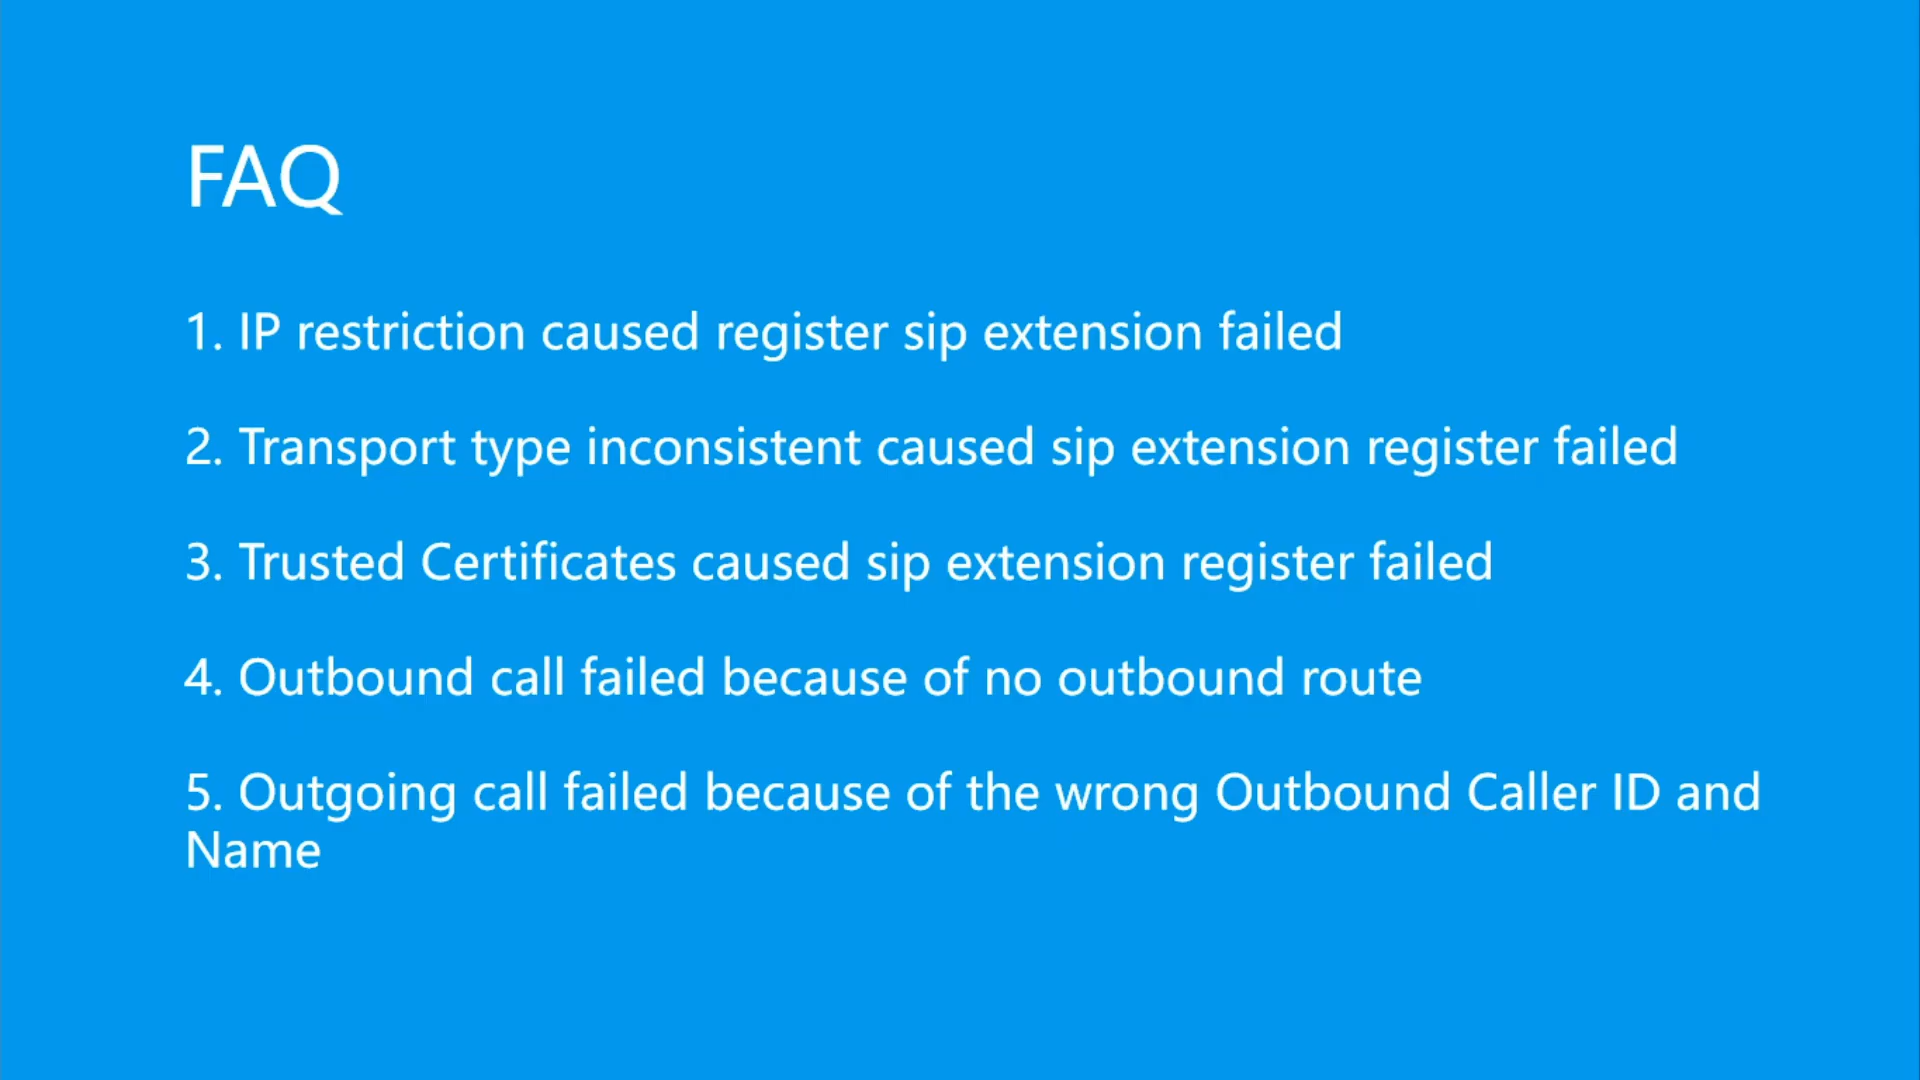 FAQ
1. IP restriction caused register sip extension failed
2. Transport type inconsistent caused sip extension register failed
3. Trusted Certificates caused sip extension register failed
4. Outbound call failed because of no outbound route
5. Outgoing call failed because of the wrong Outbound Caller ID and
Name